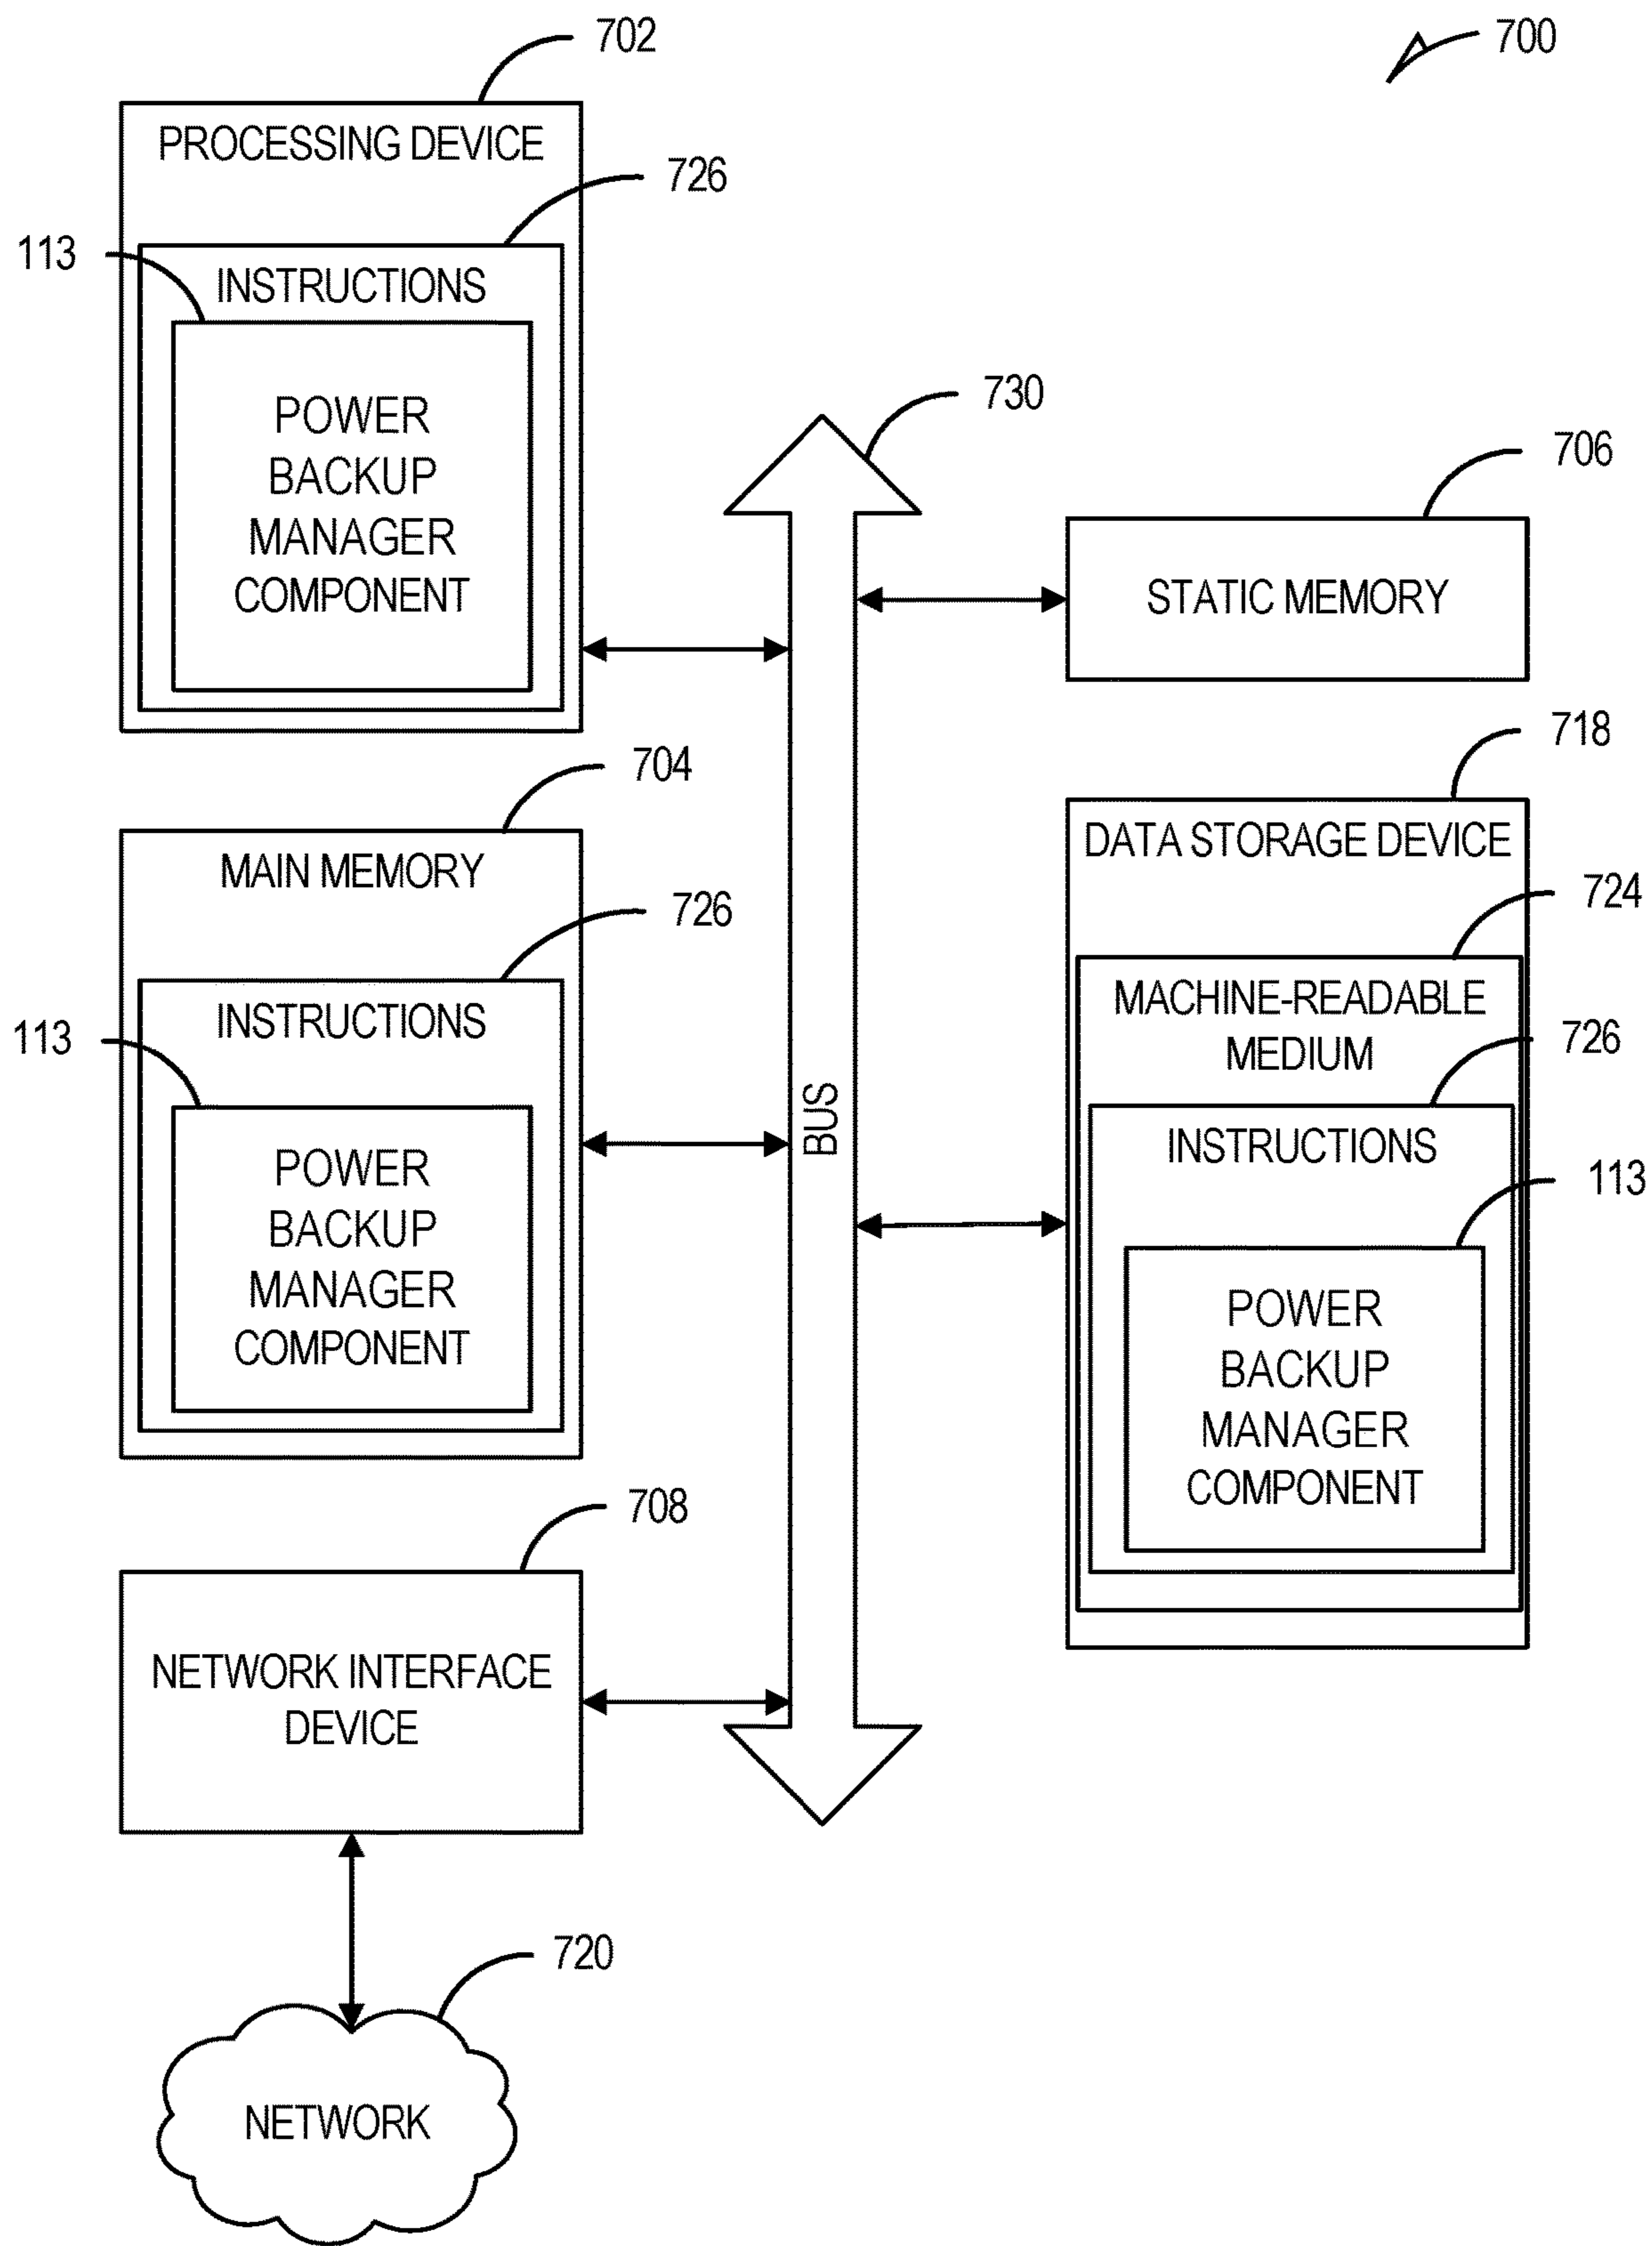 700
702
PROCESSING DEVICE
726
113
INSTRUCTIONS
POWER
BACKUP
MANAGER
COMPONENT
704
MAIN MEMORY
726
INSTRUCTIONS
113
POWER
BACKUP
MANAGER
COMPONENT
708
NETWORK INTERFACE
DEVICE
720
NETWORK
730
BUS
706
STATIC MEMORY
718
DATA STORAGE DEVICE
724
MACHINE-READABLE
MEDIUM
726
INSTRUCTIONS
113
POWER
BACKUP
MANAGER
COMPONENT